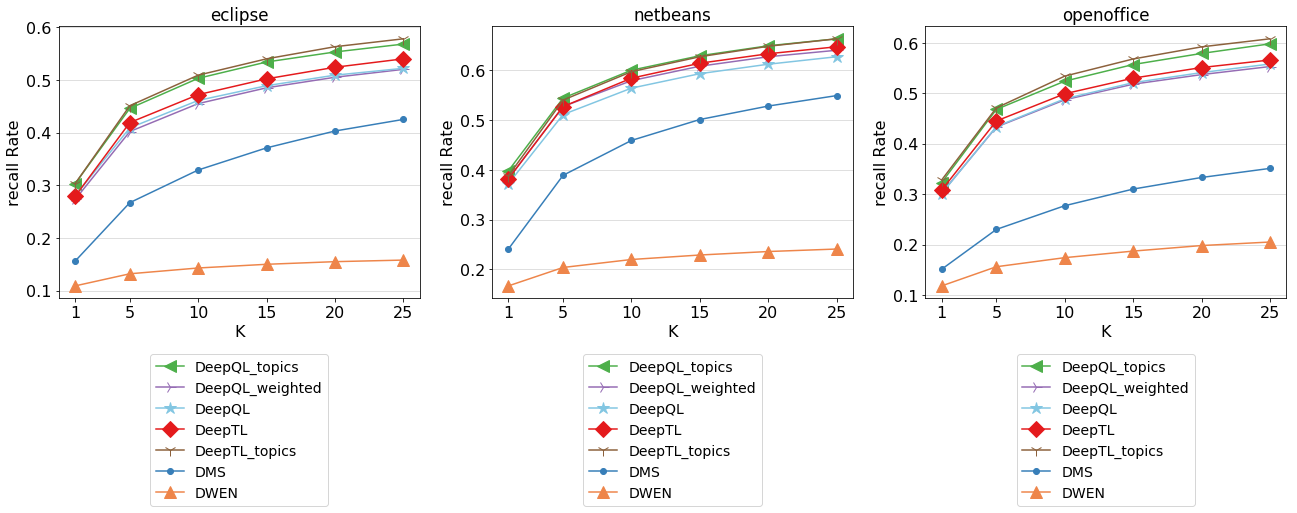 eclipse
recall Rate
0.6
0.5
0.4
0.3
0.2
0.1
1 5 10 15 20 25
K
DeepQL_topics
DeepQL_weighted
DeepQL
DeepTL
DeepTL_topics
DMS
DWEN
netbeans
recall Rate
0.6
0.5
0.4
0.3
0.2
1 5 10 15 20 25
K
DeepQL_topics
DeepQL_weighted
DeepQL
DeepTL
DeepTL_topics
DMS
DWEN
openoffice
recall Rate
0.6
0.5
0.4
0.3
0.2
0.1
1 5 10 15 20 25
K
DeepQL_topics
DeepQL_weighted
DeepQL
DeepTL
DeepTL_topics
DMS
DWEN